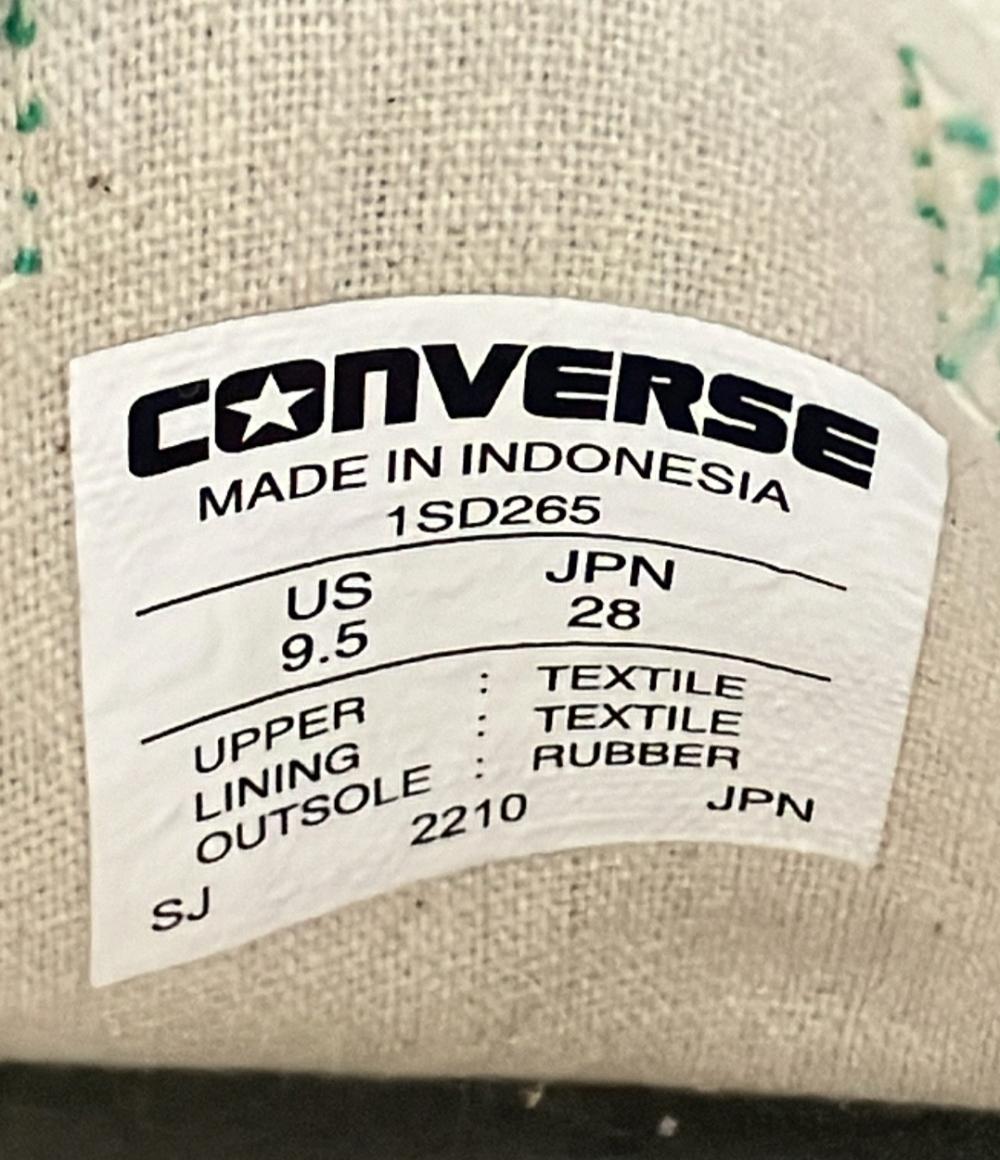 CONVERSE
MADE IN INDONESIA
1SD265
US JPN
9.5 28
UPPER : TEXTILE
LINING : TEXTILE
OUTSOLE : RUBBER
SJ 2210 JPN